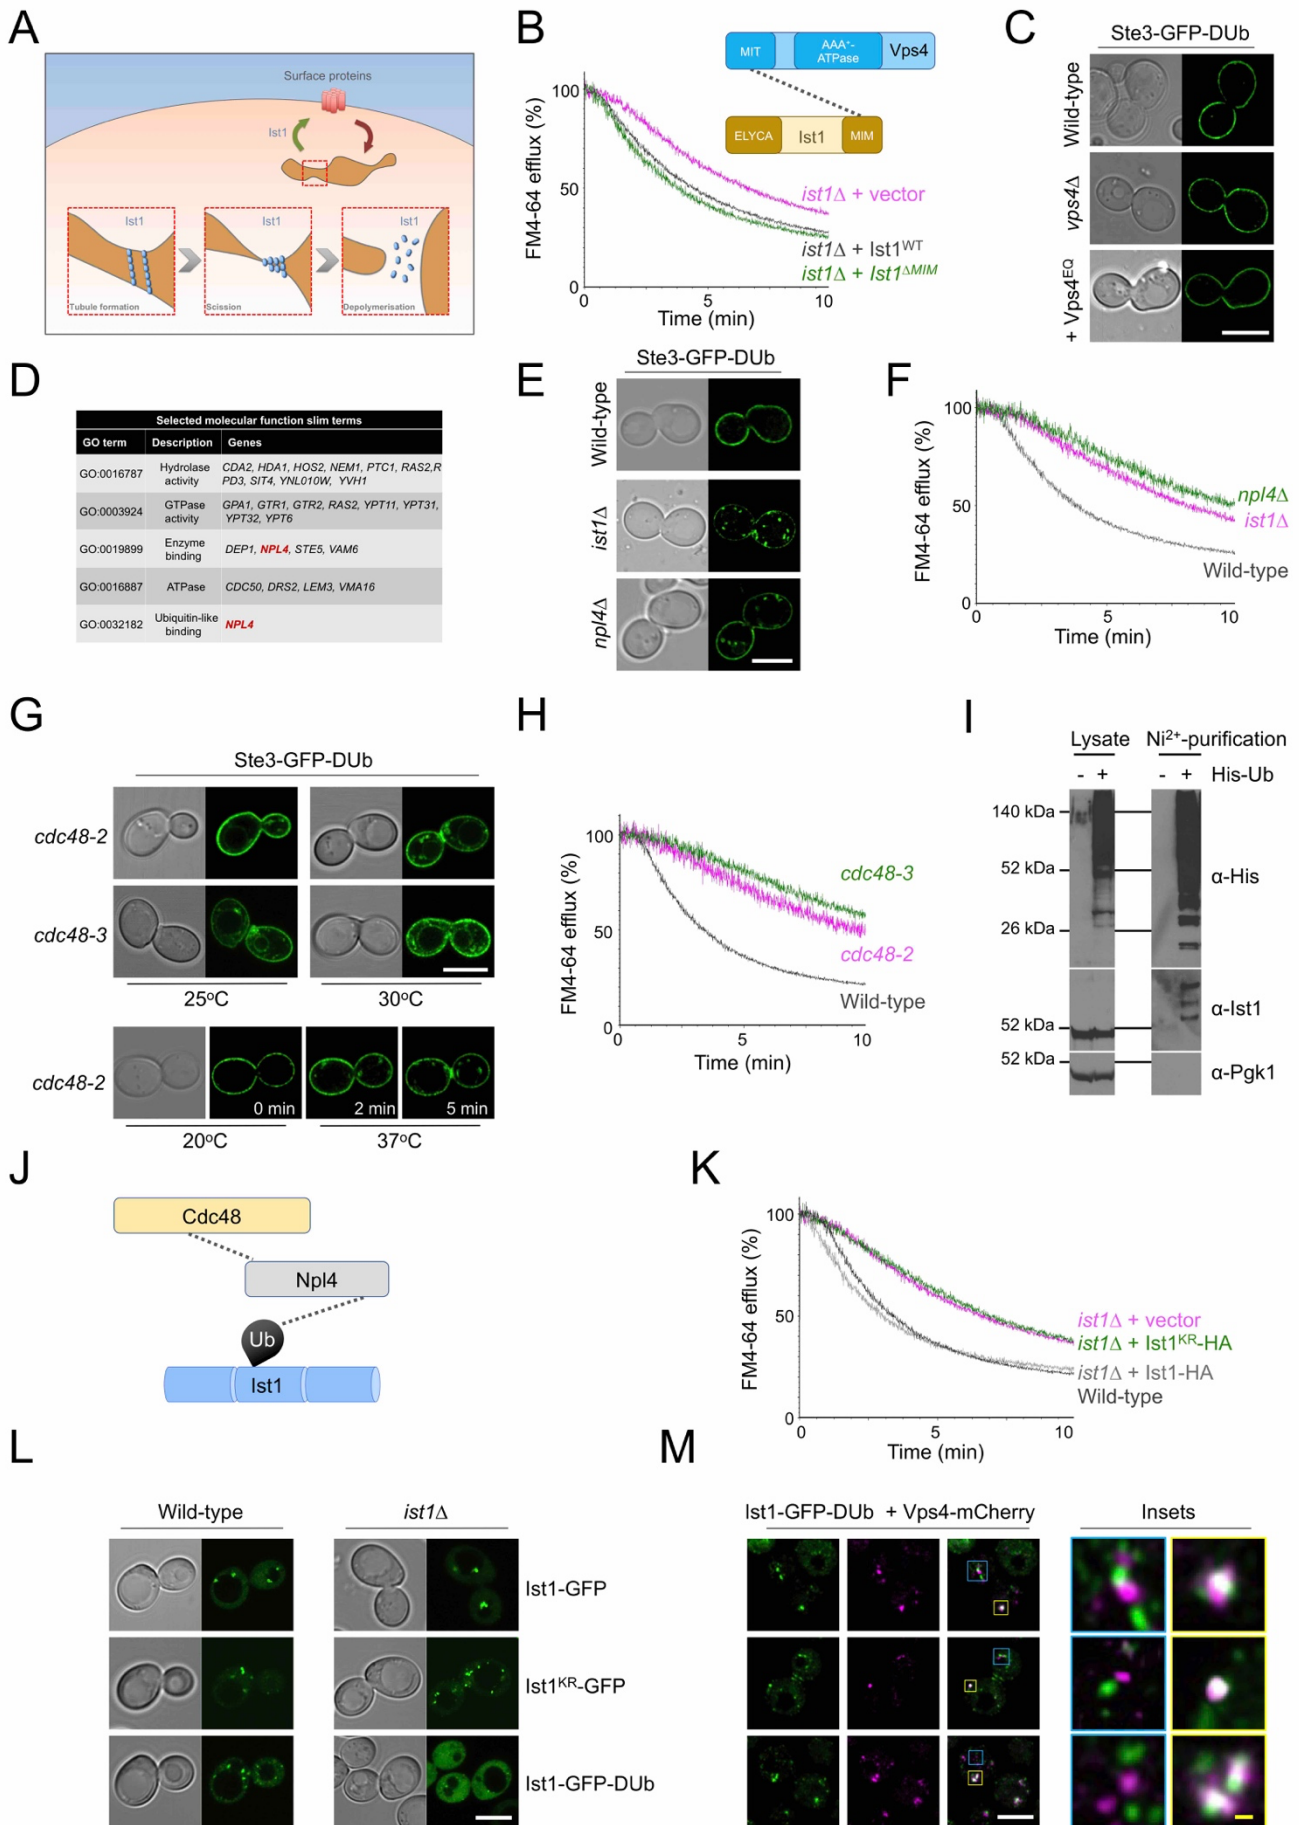 A
Surface proteins
Ist1
Ist1
Ist1
Ist1
Tubule formation
Scission
Depolymerisation
B
MIT
AAA+-
ATPase
Vps4
ELYCA
Ist1
MIM
FM4-64 efflux (%)
100
50
0
0
5
10
Time (min)
ist1Δ + vector
ist1Δ + Ist1WT
ist1Δ + Ist1ΔMIM
C
Ste3-GFP-DUb
Wild-type
vps4Δ
+ Vps4EQ
D
Selected molecular function slim terms
GO term Description Genes
GO:0016787 Hydrolase activity CDA2, HDA1, HOS2, NEM1, PTC1, RAS2,R
PD3, SIT4, YNL010W, YVH1
GO:0003924 GTPase activity GPA1, GTR1, GTR2, RAS2, YPT11, YPT31,
YPT32, YPT6
GO:0019899 Enzyme binding DEP1, NPL4, STE5, VAM6
GO:0016887 ATPase CDC50, DRS2, LEM3, VMA16
GO:0032182 Ubiquitin-like binding NPL4
E
Ste3-GFP-DUb
Wild-type
ist1Δ
npl4Δ
F
FM4-64 efflux (%)
100
50
0
0
5
10
Time (min)
npl4Δ
ist1Δ
Wild-type
G
Ste3-GFP-DUb
cdc48-2
cdc48-3
25oC
30oC
cdc48-2
0 min
2 min
5 min
20oC
37oC
H
FM4-64 efflux (%)
100
50
0
0
5
10
Time (min)
cdc48-3
cdc48-2
Wild-type
I
Lysate Ni2+-purification
- + - + His-Ub
140 kDa
52 kDa
26 kDa
α-His
52 kDa
α-Ist1
52 kDa
α-Pgk1
J
Cdc48
Npl4
Ub
Ist1
K
FM4-64 efflux (%)
100
50
0
0
5
10
Time (min)
ist1Δ + vector
ist1Δ + Ist1KR-HA
ist1Δ + Ist1-HA
Wild-type
L
Wild-type
ist1Δ
Ist1-GFP
Ist1KR-GFP
Ist1-GFP-DUb
M
Ist1-GFP-DUb + Vps4-mCherry
Insets